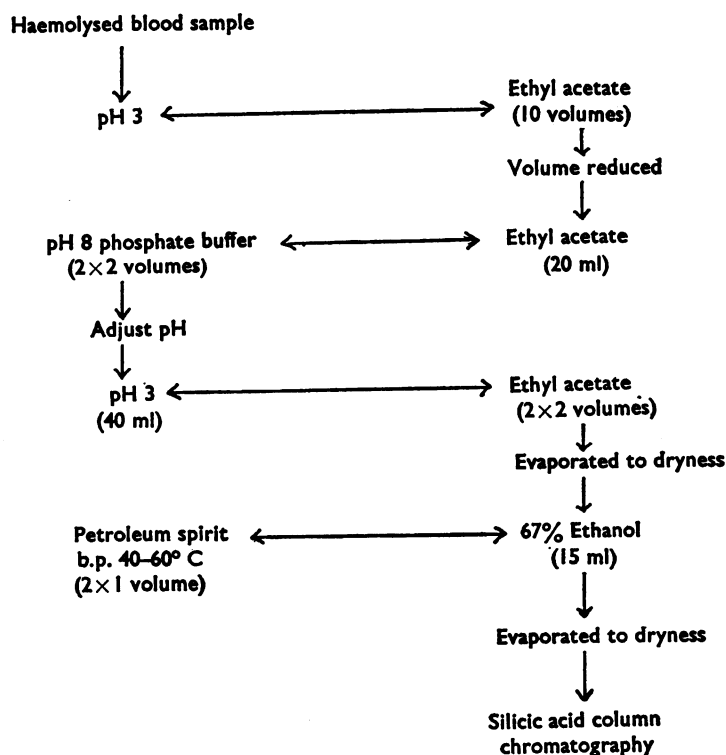 Haemolysed blood sample
pH 3
Ethyl acetate
(10 volumes)
Volume reduced
pH 8 phosphate buffer
(2×2 volumes)
Ethyl acetate
(20 ml)
Adjust pH
pH 3
(40 ml)
Ethyl acetate
(2×2 volumes)
Evaporated to dryness
Petroleum spirit
b.p. 40–60° C
(2×1 volume)
67% Ethanol
(15 ml)
Evaporated to dryness
Silicic acid column
chromatography